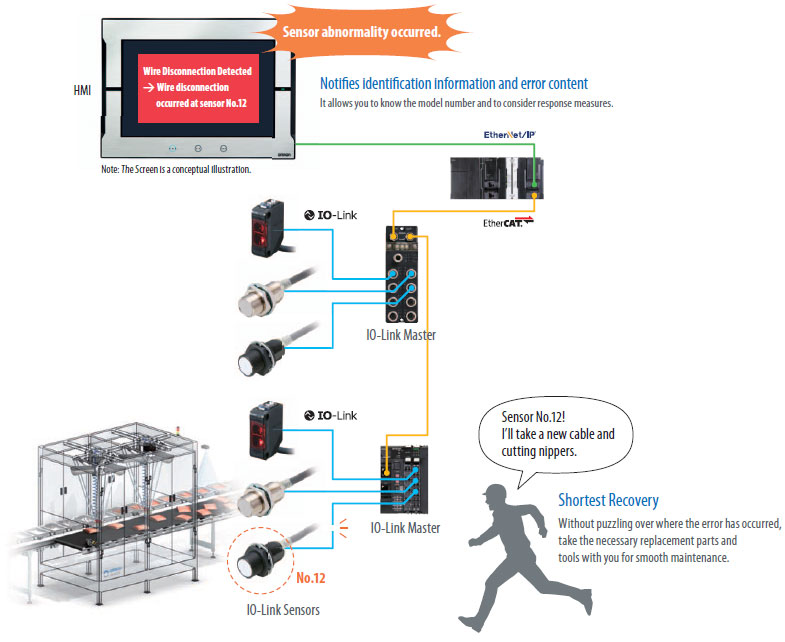 Sensor abnormality occurred.
HMI
Wire Disconnection Detected
→ Wire disconnection
occurred at sensor No.12
OMRON
Note: The Screen is a conceptual illustration.
Notifies identification information and error content
It allows you to know the model number and to consider response measures.
EtherNet/IP
EtherCAT
IO-Link
IO-Link Master
IO-Link
IO-Link Master
No.12
IO-Link Sensors
Sensor No.12!
I'll take a new cable and
cutting nippers.
Shortest Recovery
Without puzzling over where the error has occurred,
take the necessary replacement parts and
tools with you for smooth maintenance.